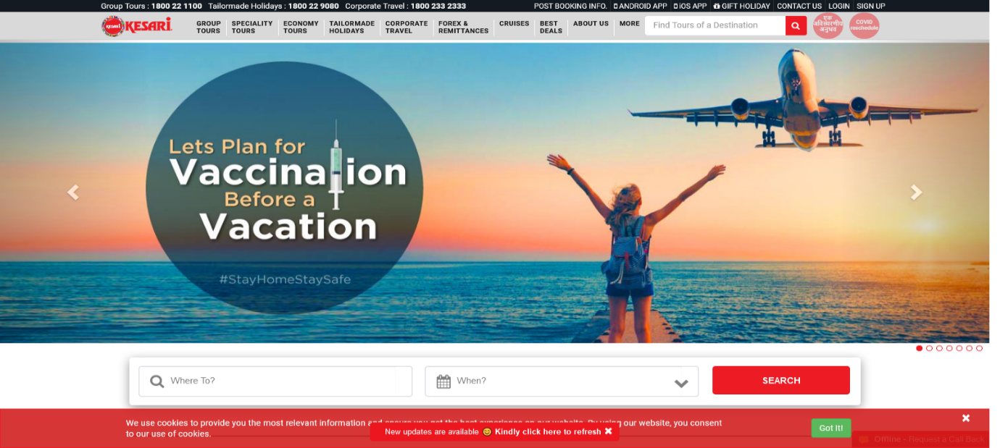 Group Tours : 1800 22 1100 Tailormade Holidays : 1800 22 9080 Corporate Travel : 1800 233 2333
POST BOOKING INFO. ANDROID APP iOS APP GIFT HOLIDAY CONTACT US LOGIN SIGN UP
KESARI
KESARI.
GROUP TOURS
SPECIALITY TOURS
ECONOMY TOURS
TAILORMADE HOLIDAYS
CORPORATE TRAVEL
FOREX & REMITTANCES
CRUISES
BEST DEALS
ABOUT US
MORE
Find Tours of a Destination
एक
अविस्मरणीय
अनुभव
COVID
reschedule
Lets Plan for
Vaccination
Before a
Vacation
#StayHomeStaySafe
Where To?
When?
SEARCH
We use cookies to provide you the most relevant information and ensure you get the best experience on our website. By using our website, you consent
to our use of cookies.
Got It!
New updates are available 😊 Kindly click here to refresh ✖
Offline - Request a Call Back